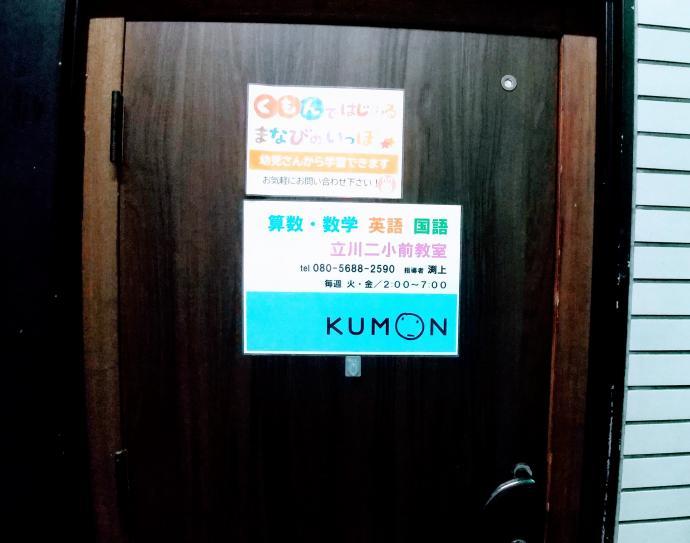 くもんではじめる
まなびのいっぽ
幼児さんから学習できます
お気軽にお問い合わせ下さい!
算数・数学 英語 国語
立川二小前教室
tel 080-5688-2590 指導者 渕上
毎週 火・金/2:00〜7:00
KUMON